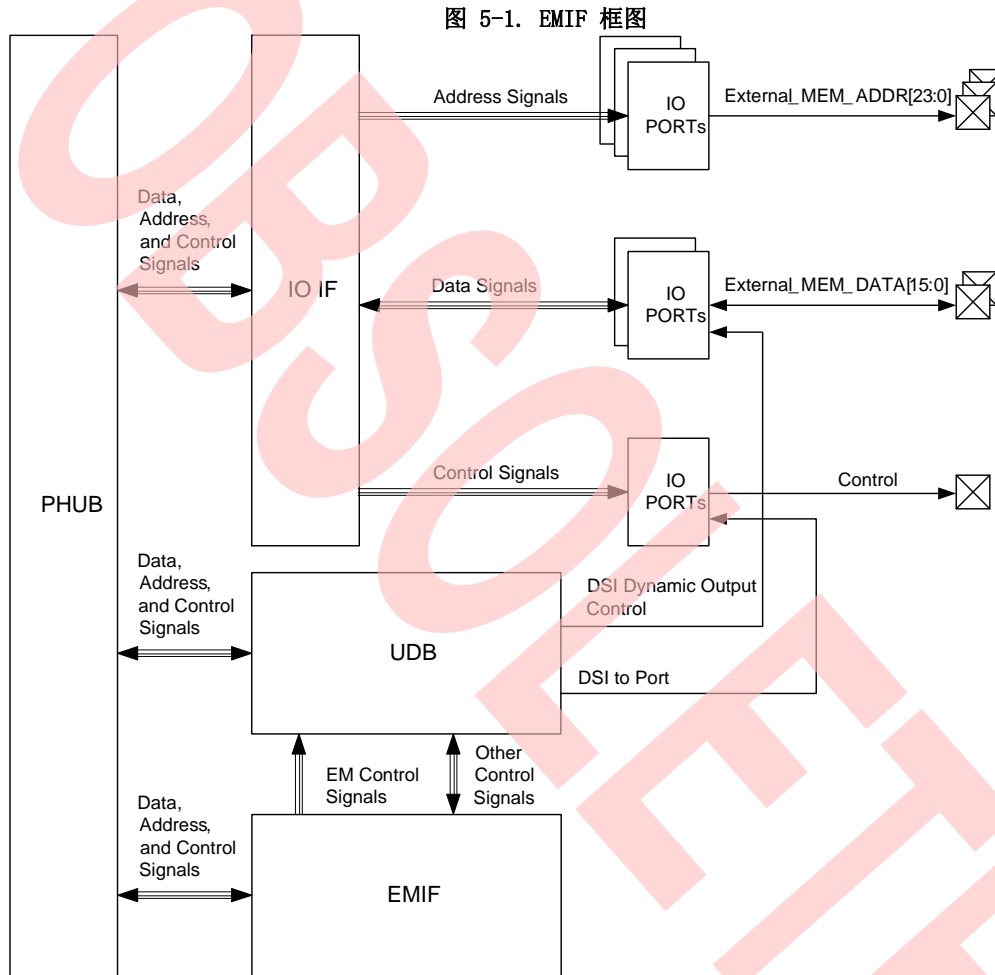 图 5-1. EMIF 框图
Address Signals
IO
PORTs
External_MEM_ADDR[23:0]
Data,
Address,
and Control
Signals
IO IF
Data Signals
IO
PORTs
External_MEM_DATA[15:0]
PHUB
Control Signals
IO
PORTs
Control
Data,
Address,
and Control
Signals
UDB
DSI Dynamic Output
Control
DSI to Port
EM Control
Signals
Other
Control
Signals
Data,
Address,
and Control
Signals
EMIF
OBSOLETE